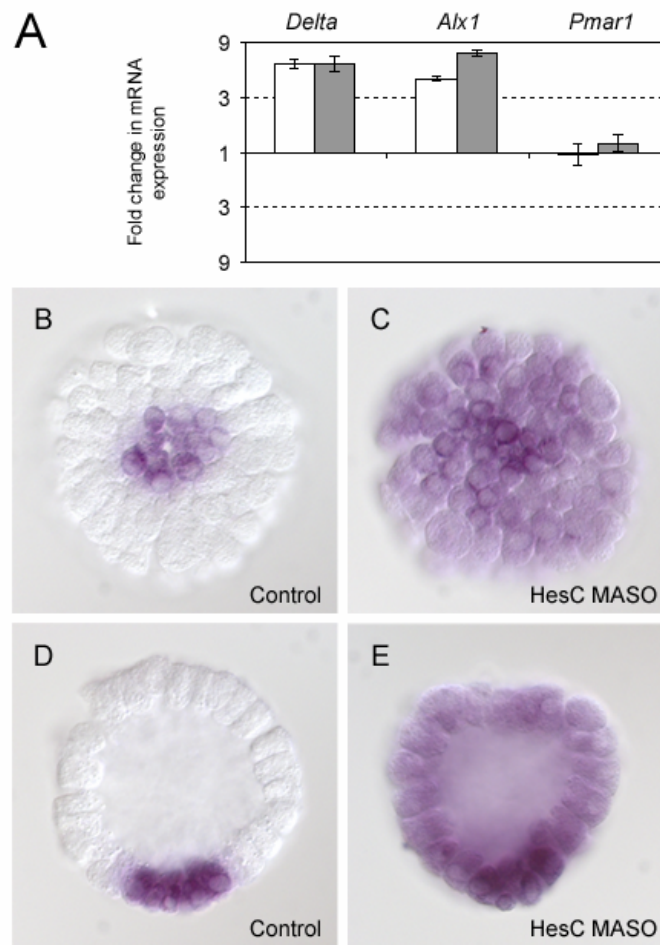 A
Delta Alx1 Pmar1
Fold change in mRNA
expression
9
3
1
3
9
B
Control
C
HesC MASO
D
Control
E
HesC MASO